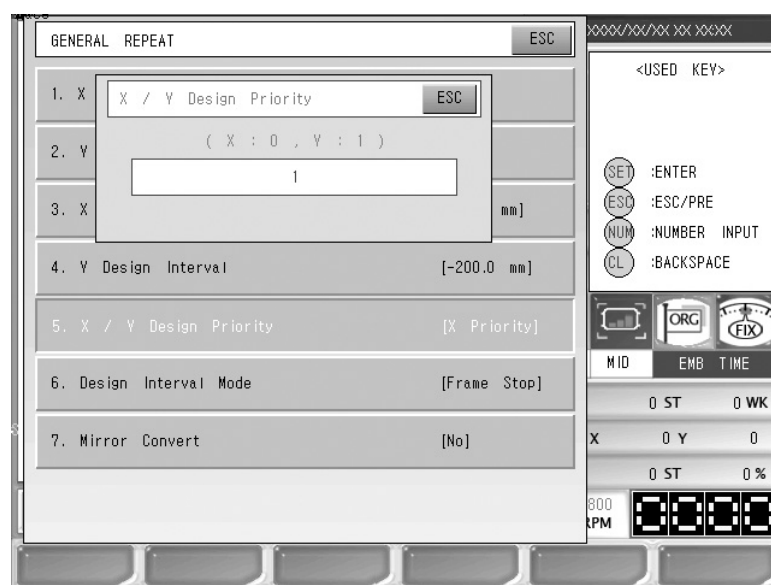 GENERAL REPEAT ESC
XXXX/XX/XX XX XX:XX
<USED KEY>
1. X
X / Y Design Priority ESC
( X : 0 , Y : 1 )
1
2. Y
3. X mm]
SET :ENTER
ESC :ESC/PRE
NUM :NUMBER INPUT
CL :BACKSPACE
4. Y Design Interval [-200.0 mm]
5. X / Y Design Priority [X Priority]
ORG FIX
MID EMB TIME
6. Design Interval Mode [Frame Stop]
0 ST 0 WK
7. Mirror Convert [No]
X 0 Y 0
0 ST 0 %
800
RPM 0000